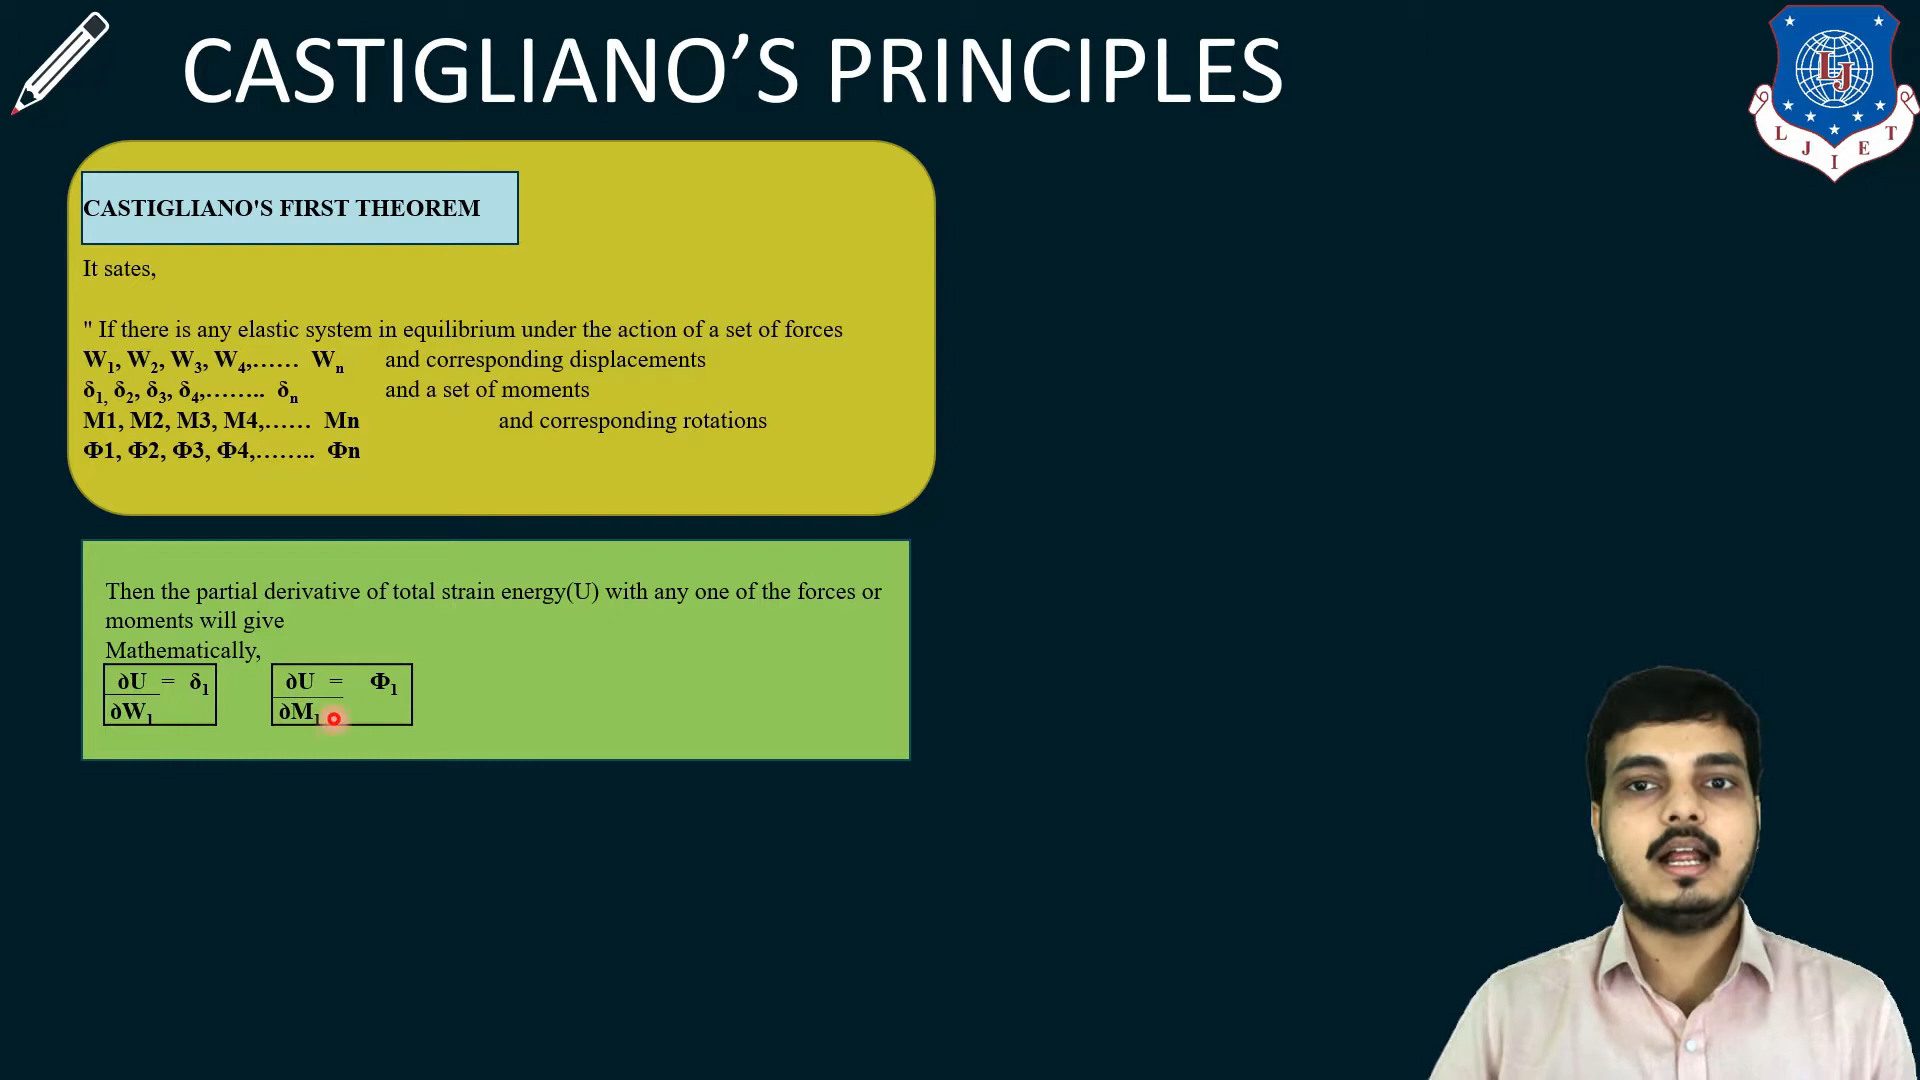 CASTIGLIANO’S PRINCIPLES
L J I E T
LJ
CASTIGLIANO'S FIRST THEOREM
It sates,
" If there is any elastic system in equilibrium under the action of a set of forces
W₁, W₂, W₃, W₄,…… Wₙ and corresponding displacements
δ₁, δ₂, δ₃, δ₄,…….. δₙ and a set of moments
M1, M2, M3, M4,…… Mn and corresponding rotations
Φ1, Φ2, Φ3, Φ4,…….. Φn
Then the partial derivative of total strain energy(U) with any one of the forces or
moments will give
Mathematically,
∂U = δ₁
∂W₁
∂U = Φ₁
∂M₁